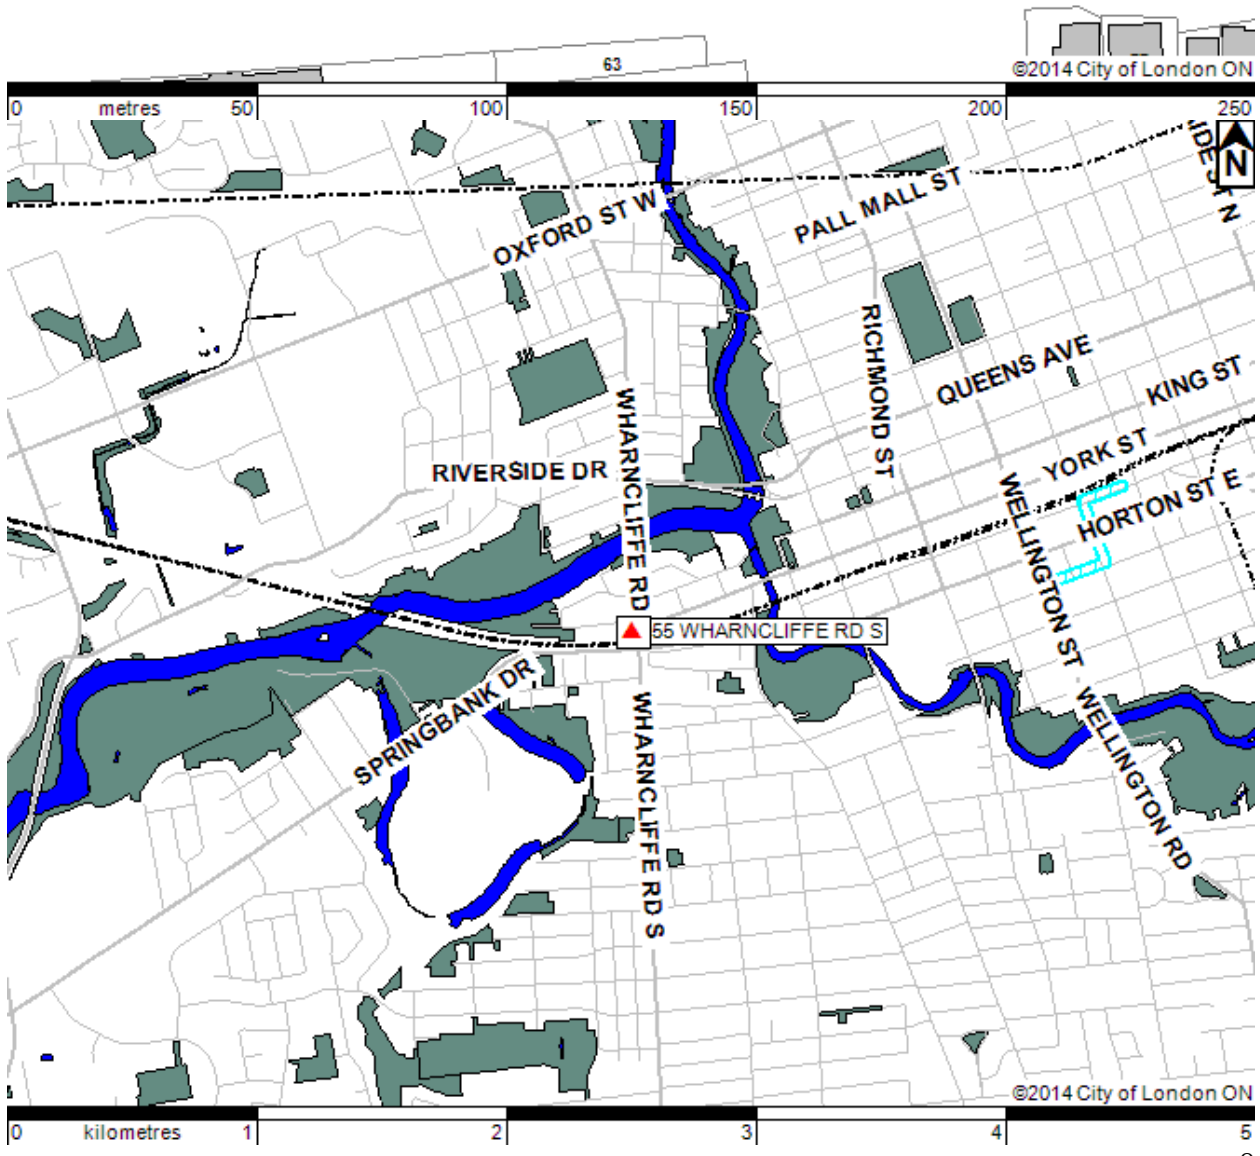 63
©2014 City of London ON
0 metres 50 100 150 200 250
N
OXFORD ST W
PALL MALL ST
RICHMOND ST
QUEENS AVE
KING ST
WHARNCLIFFE RD
RIVERSIDE DR
YORK ST
HORTON ST E
WELLINGTON ST
55 WHARNCLIFFE RD S
SPRINGBANK DR
WHARNCLIFFE RD S
WELLINGTON RD
©2014 City of London ON
0 kilometres 1 2 3 4 5